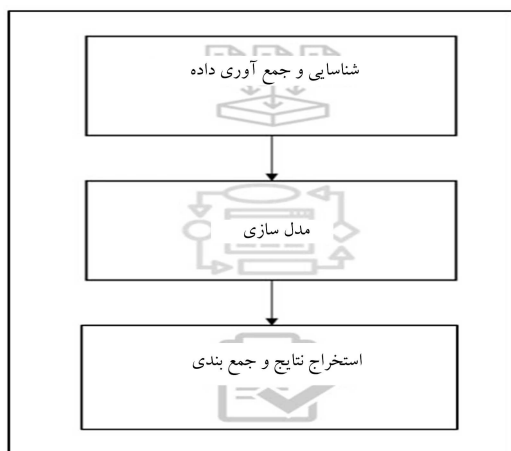 شناسایی و جمع آوری داده
مدل سازی
استخراج نتایج و جمع بندی